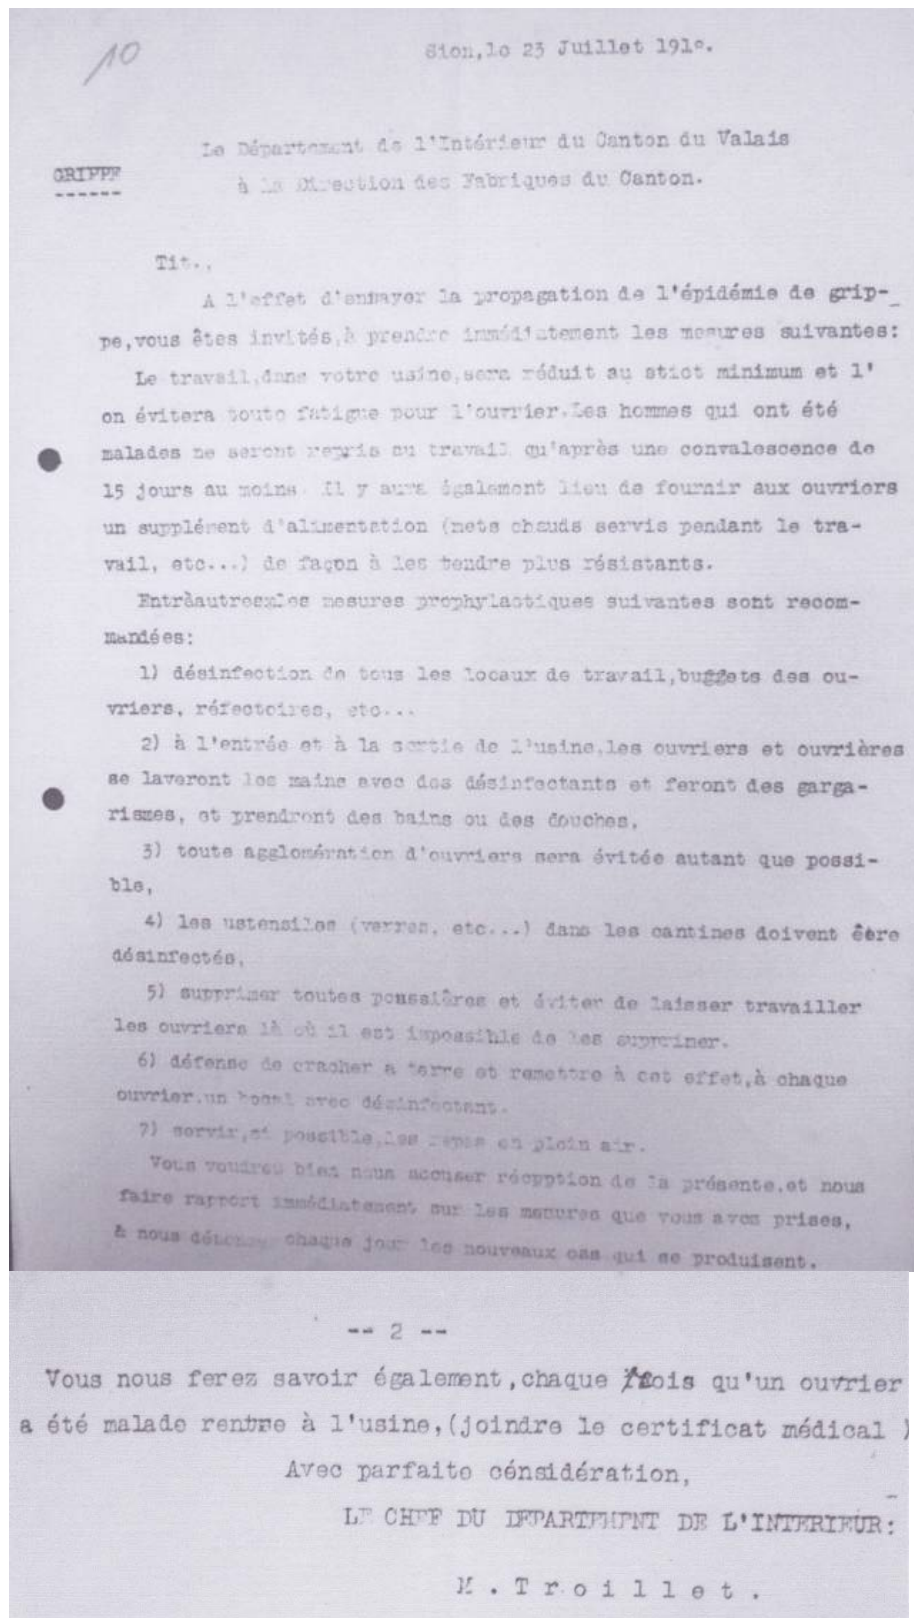 10
Sion,le 23 Juillet 191
Le Département de l'Intérieur du Canton du Valais
GRIPPE
à la Direction des Fabriques du Canton.
Tit.,
A l'effet d'enrayer la propagation de l'épidémie de grip-
pe,vous êtes invités,à prendre immédiatement les mesures suivantes:
Le travail,dans votre usine,sera réduit au stict minimum et l'
on évitera toute fatigue pour l'ouvrier.Les hommes qui ont été
malades ne seront repris au travail qu'après une convalescence de
15 jours au moins. Il y aura également lieu de fournir aux ouvriers
un supplément d'alimentation (mets chauds servis pendant le tra-
vail, etc...) de façon à les tendre plus résistants.
Entrèautresxles mesures prophylactiques suivantes sont recom-
mandées:
1) désinfection de tous les locaux de travail,buffets des ou-
vriers, réfectoires, etc...
2) à l'entrée et à la sortie de l'usine,les ouvriers et ouvrières
se laveront les mains avec des désinfectants et feront des garga-
rismes, et prendront des bains ou des douches,
3) toute agglomération d'ouvriers sera évitée autant que possi-
ble,
4) les ustensiles (verres, etc...) dans les cantines doivent être
désinfectés,
5) supprimer toutes poussières et éviter de laisser travailler
les ouvriers là où il est impossible de les supprimer.
6) défense de cracher a terre et remettre à cet effet,à chaque
ouvrier,un bocal avec désinfectant.
7) servir,si possible,les repas en plein air.
Vous voudrez bien nous accuser récpption de la présente,et nous
faire rapport immédiatement sur les mesures que vous avez prises,
& nous chaque jour les nouveaux cas qui se produisent.
-- 2 --
Vous nous ferez savoir également,chaque fois qu'un ouvrier
a été malade rentre à l'usine,(joindre le certificat médical )
Avec parfaite cénsidération,
LE CHEF DU DEPARTEMENT DE L'INTERIEUR:
M . T r o i l l e t .